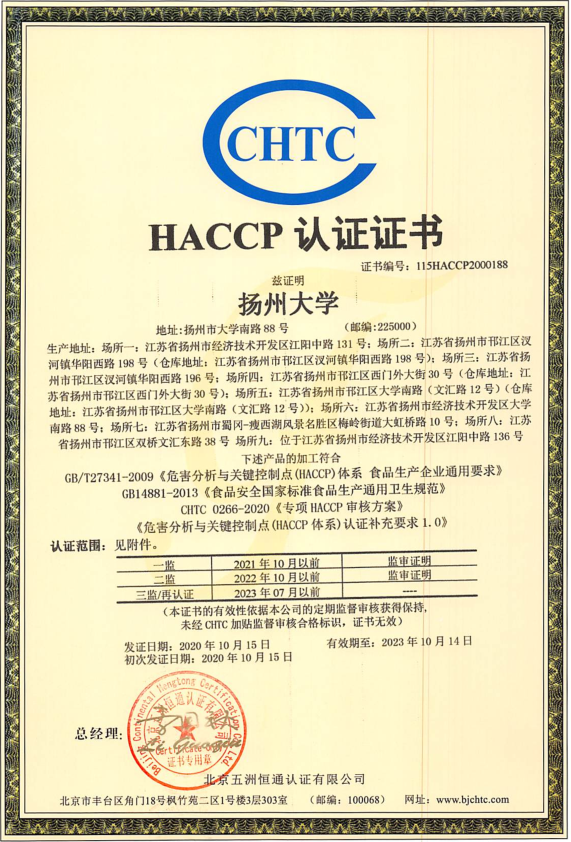 CHTC
HACCP 认证证书
证书编号：115HACCP2000188
兹证明
扬州大学
地址:扬州市大学南路 88 号 （邮编:225000）
生产地址：场所一：江苏省扬州市经济技术开发区江阳中路 131 号；场所二：江苏省扬州市邗江区汊
河镇华阳西路 198 号（仓库地址：江苏省扬州市邗江区汊河镇华阳西路 198 号）；场所三：江苏省扬
州市邗江区汊河镇华阳西路 196 号；场所四：江苏省扬州市邗江区西门外大街 30 号（仓库地址：江
苏省扬州市邗江区西门外大街 30 号）；场所五：江苏省扬州市邗江区大学南路（文汇路 12 号）（仓库
地址：江苏省扬州市邗江区大学南路（文汇路 12 号））；场所六：江苏省扬州市经济技术开发区大学
南路 88 号；场所七：江苏省扬州市蜀冈-瘦西湖风景名胜区梅岭街道大虹桥路 10 号；场所八：江苏
省扬州市邗江区双桥文汇东路 38 号 场所九：位于江苏省扬州市经济技术开发区江阳中路 136 号
下述产品的加工符合
GB/T27341-2009《危害分析与关键控制点(HACCP)体系 食品生产企业通用要求》
GB14881-2013《食品安全国家标准食品生产通用卫生规范》
CHTC 0266-2020《专项 HACCP 审核方案》
《危害分析与关键控制点(HACCP 体系)认证补充要求 1.0》
认证范围：见附件。
一监 2021 年 10 月以前 监审证明
二监 2022 年 10 月以前 监审证明
三监/再认证 2023 年 07 月以前 ----
（本证书的有效性依据本公司的定期监督审核获得保持，
未经 CHTC 加贴监督审核合格标识，证书无效）
发证日期：2020 年 10 月 15 日 有效期至：2023 年 10 月 14 日
初次发证日期：2020 年 10 月 15 日
总经理：
Beijing Continental Hengtong Certification CO.,Ltd.
北京五洲恒通认证有限公司
证书专用章
北京五洲恒通认证有限公司
北京市丰台区角门18号枫竹苑二区1号楼3层303室 （邮编：100068） 网址：www.bjchtc.com